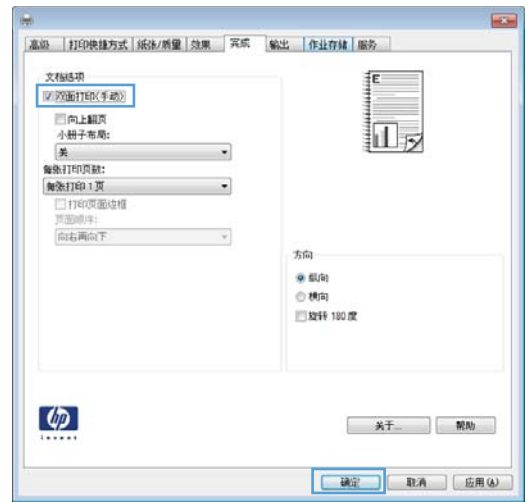 高级 打印快捷方式 纸张/质量 效果 完成 输出 作业存储 服务
文档选项
双面打印(手动)
向上翻页
小册子布局:
关
每张打印页数:
每张打印 1 页
打印页面边框
页面顺序:
向右再向下
E
方向
纵向
横向
旋转 180 度
hp
invent
关于... 帮助
确定 取消 应用(A)